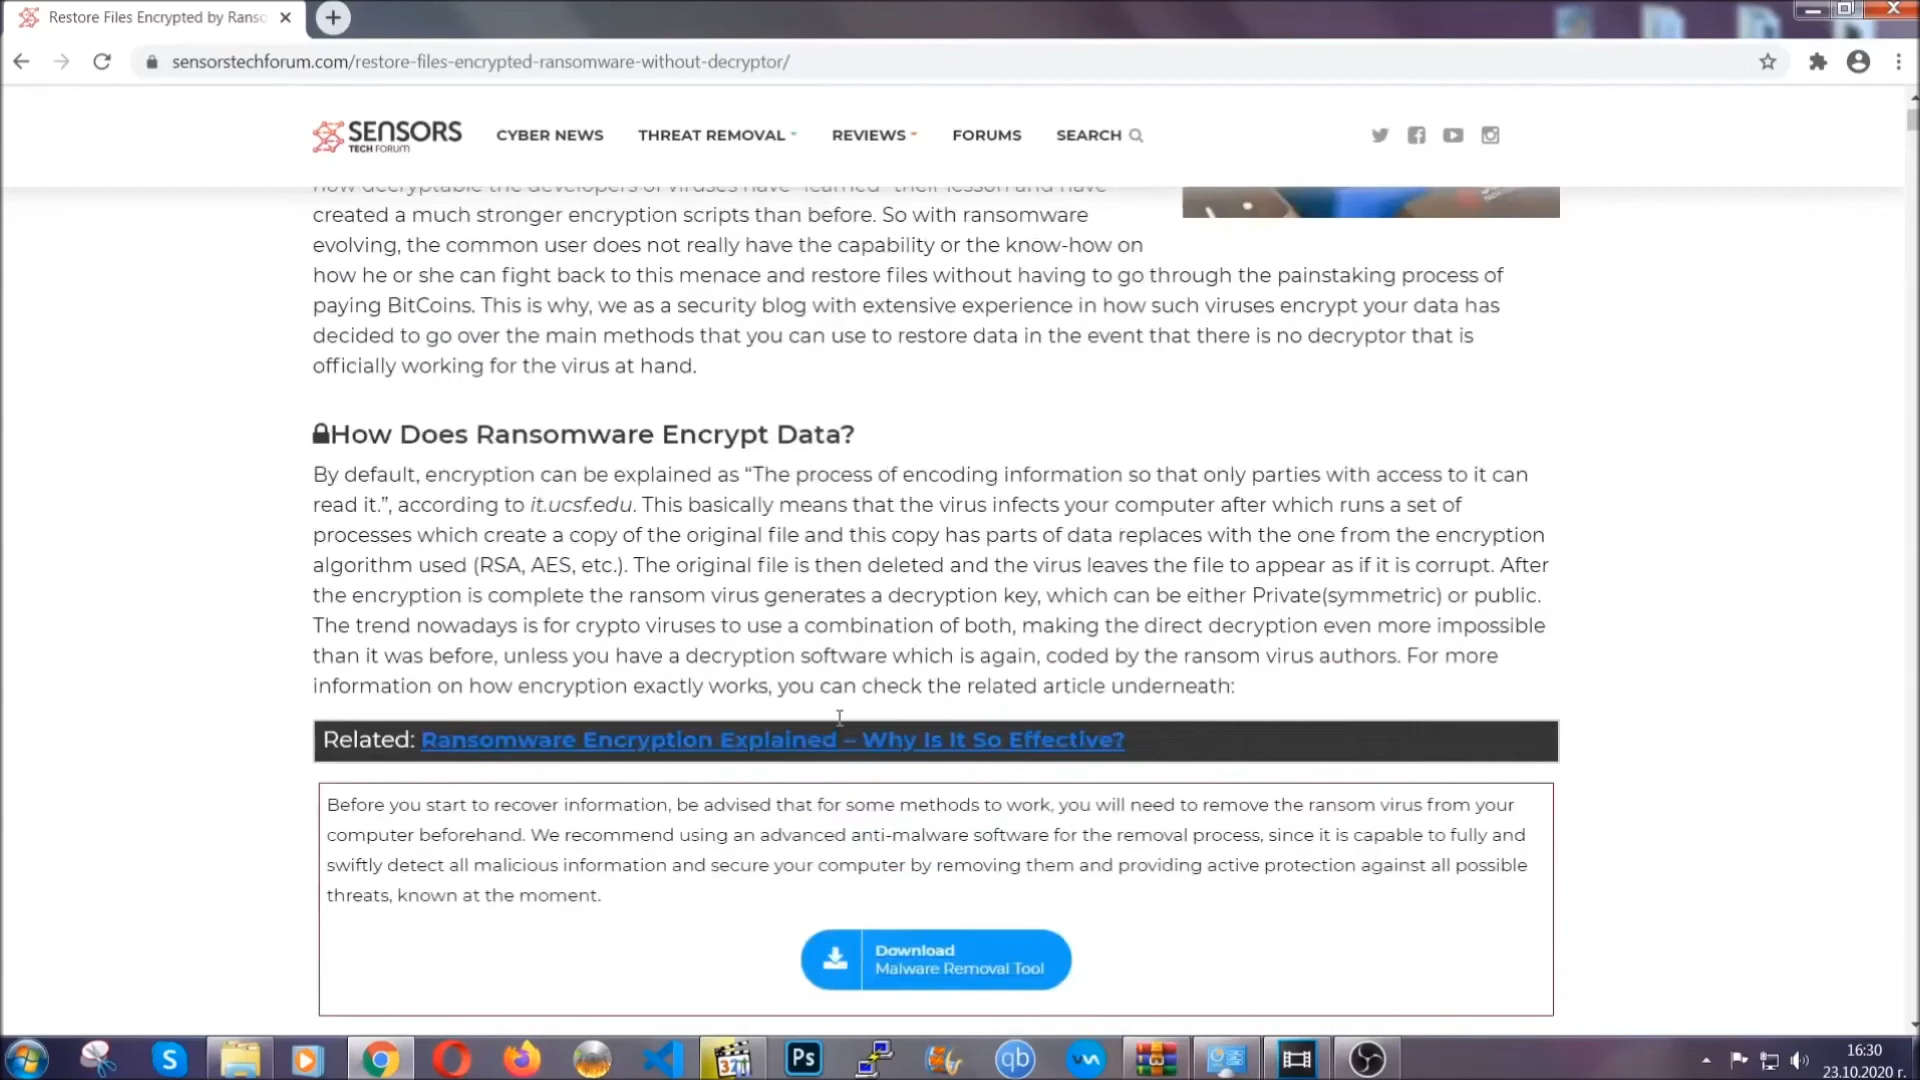 Restore Files Encrypted by Ranso
sensorstechforum.com/restore-files-encrypted-ransomware-without-decryptor/
SENSORS
TECH FORUM
CYBER NEWS
THREAT REMOVAL
REVIEWS
FORUMS
SEARCH
how decryptable the developers of viruses have "learned" their lesson and have
created a much stronger encryption scripts than before. So with ransomware
evolving, the common user does not really have the capability or the know-how on
how he or she can fight back to this menace and restore files without having to go through the painstaking process of
paying BitCoins. This is why, we as a security blog with extensive experience in how such viruses encrypt your data has
decided to go over the main methods that you can use to restore data in the event that there is no decryptor that is
officially working for the virus at hand.
How Does Ransomware Encrypt Data?
By default, encryption can be explained as “The process of encoding information so that only parties with access to it can
read it.”, according to it.ucsf.edu. This basically means that the virus infects your computer after which runs a set of
processes which create a copy of the original file and this copy has parts of data replaces with the one from the encryption
algorithm used (RSA, AES, etc.). The original file is then deleted and the virus leaves the file to appear as if it is corrupt. After
the encryption is complete the ransom virus generates a decryption key, which can be either Private(symmetric) or public.
The trend nowadays is for crypto viruses to use a combination of both, making the direct decryption even more impossible
than it was before, unless you have a decryption software which is again, coded by the ransom virus authors. For more
information on how encryption exactly works, you can check the related article underneath:
Related: Ransomware Encryption Explained – Why Is It So Effective?
Before you start to recover information, be advised that for some methods to work, you will need to remove the ransom virus from your
computer beforehand. We recommend using an advanced anti-malware software for the removal process, since it is capable to fully and
swiftly detect all malicious information and secure your computer by removing them and providing active protection against all possible
threats, known at the moment.
Download
Malware Removal Tool
S
321
Ps
qb
16:30
23.10.2020 г.